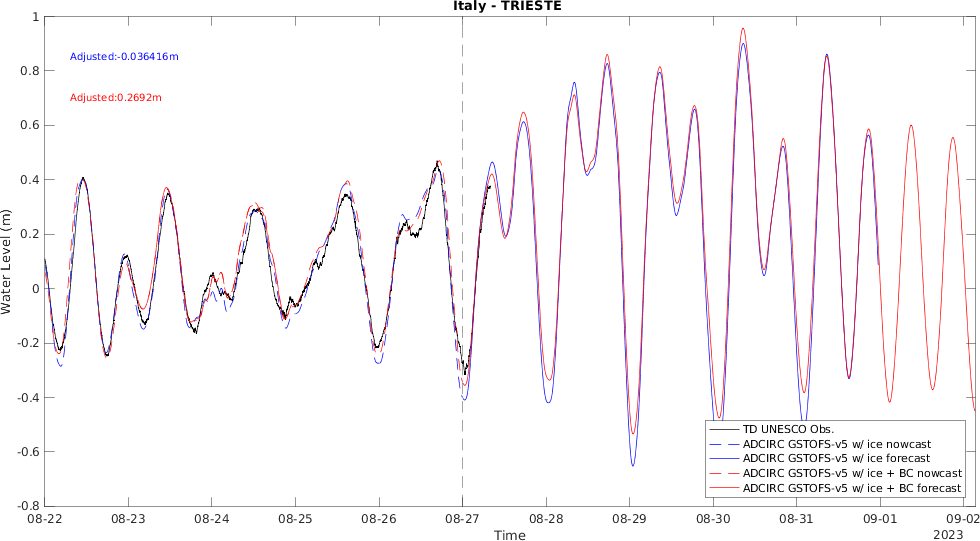 Italy - TRIESTE
Adjusted:-0.036416m
Adjusted:0.2692m
Water Level (m)
1
0.8
0.6
0.4
0.2
0
-0.2
-0.4
-0.6
-0.8
TD UNESCO Obs.
ADCIRC GSTOFS-v5 w/ ice nowcast
ADCIRC GSTOFS-v5 w/ ice forecast
ADCIRC GSTOFS-v5 w/ ice + BC nowcast
ADCIRC GSTOFS-v5 w/ ice + BC forecast
08-22 08-23 08-24 08-25 08-26 08-27 08-28 08-29 08-30 08-31 09-01 09-02
Time
2023